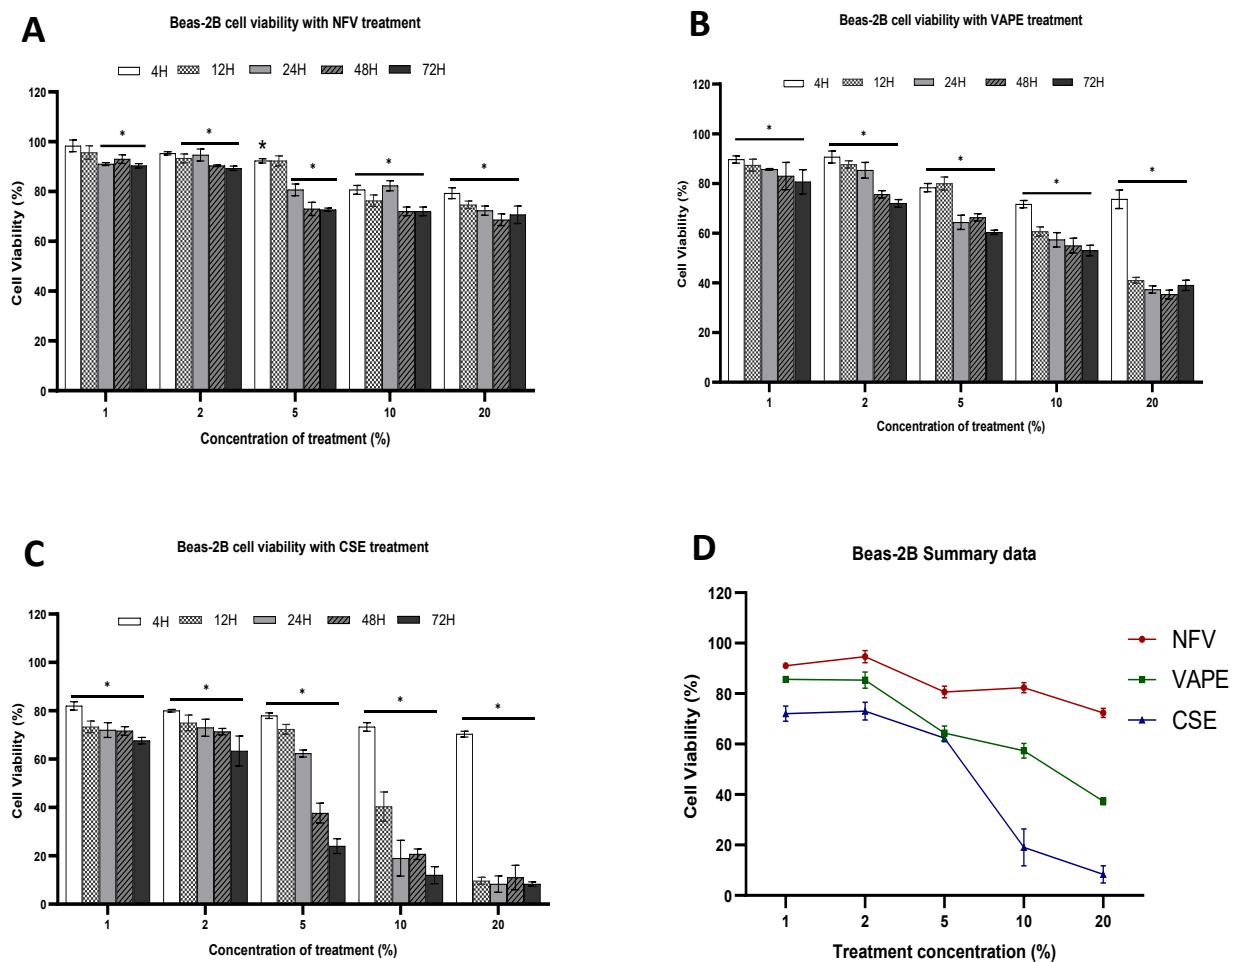 A
Beas-2B cell viability with NFV treatment
4H 12H 24H 48H 72H
120
100
80
60
40
20
0
Cell Viability (%)
* * * * * *
1 2 5 10 20
Concentration of treatment (%)
B
Beas-2B cell viability with VAPE treatment
4H 12H 24H 48H 72H
120
100
80
60
40
20
0
Cell Viability (%)
* * * * *
1 2 5 10 20
Concentration of treatment (%)
C
Beas-2B cell viability with CSE treatment
4H 12H 24H 48H 72H
120
100
80
60
40
20
0
Cell Viability (%)
* * * * *
1 2 5 10 20
Concentration of treatment (%)
D
Beas-2B Summary data
120
100
80
60
40
20
0
Cell Viability (%)
NFV
VAPE
CSE
1 2 5 10 20
Treatment concentration (%)